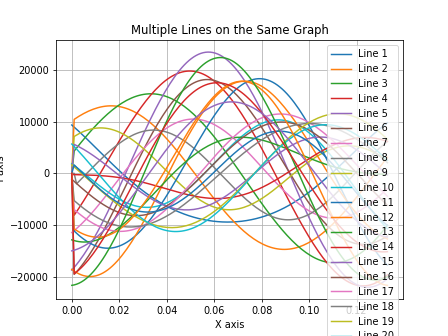 Multiple Lines on the Same Graph
20000
10000
0
−10000
−20000
axis
0.00
0.02
0.04
0.06
0.08
0.10
X axis
Line 1
Line 2
Line 3
Line 4
Line 5
Line 6
Line 7
Line 8
Line 9
Line 10
Line 11
Line 12
Line 13
Line 14
Line 15
Line 16
Line 17
Line 18
Line 19
Line 20